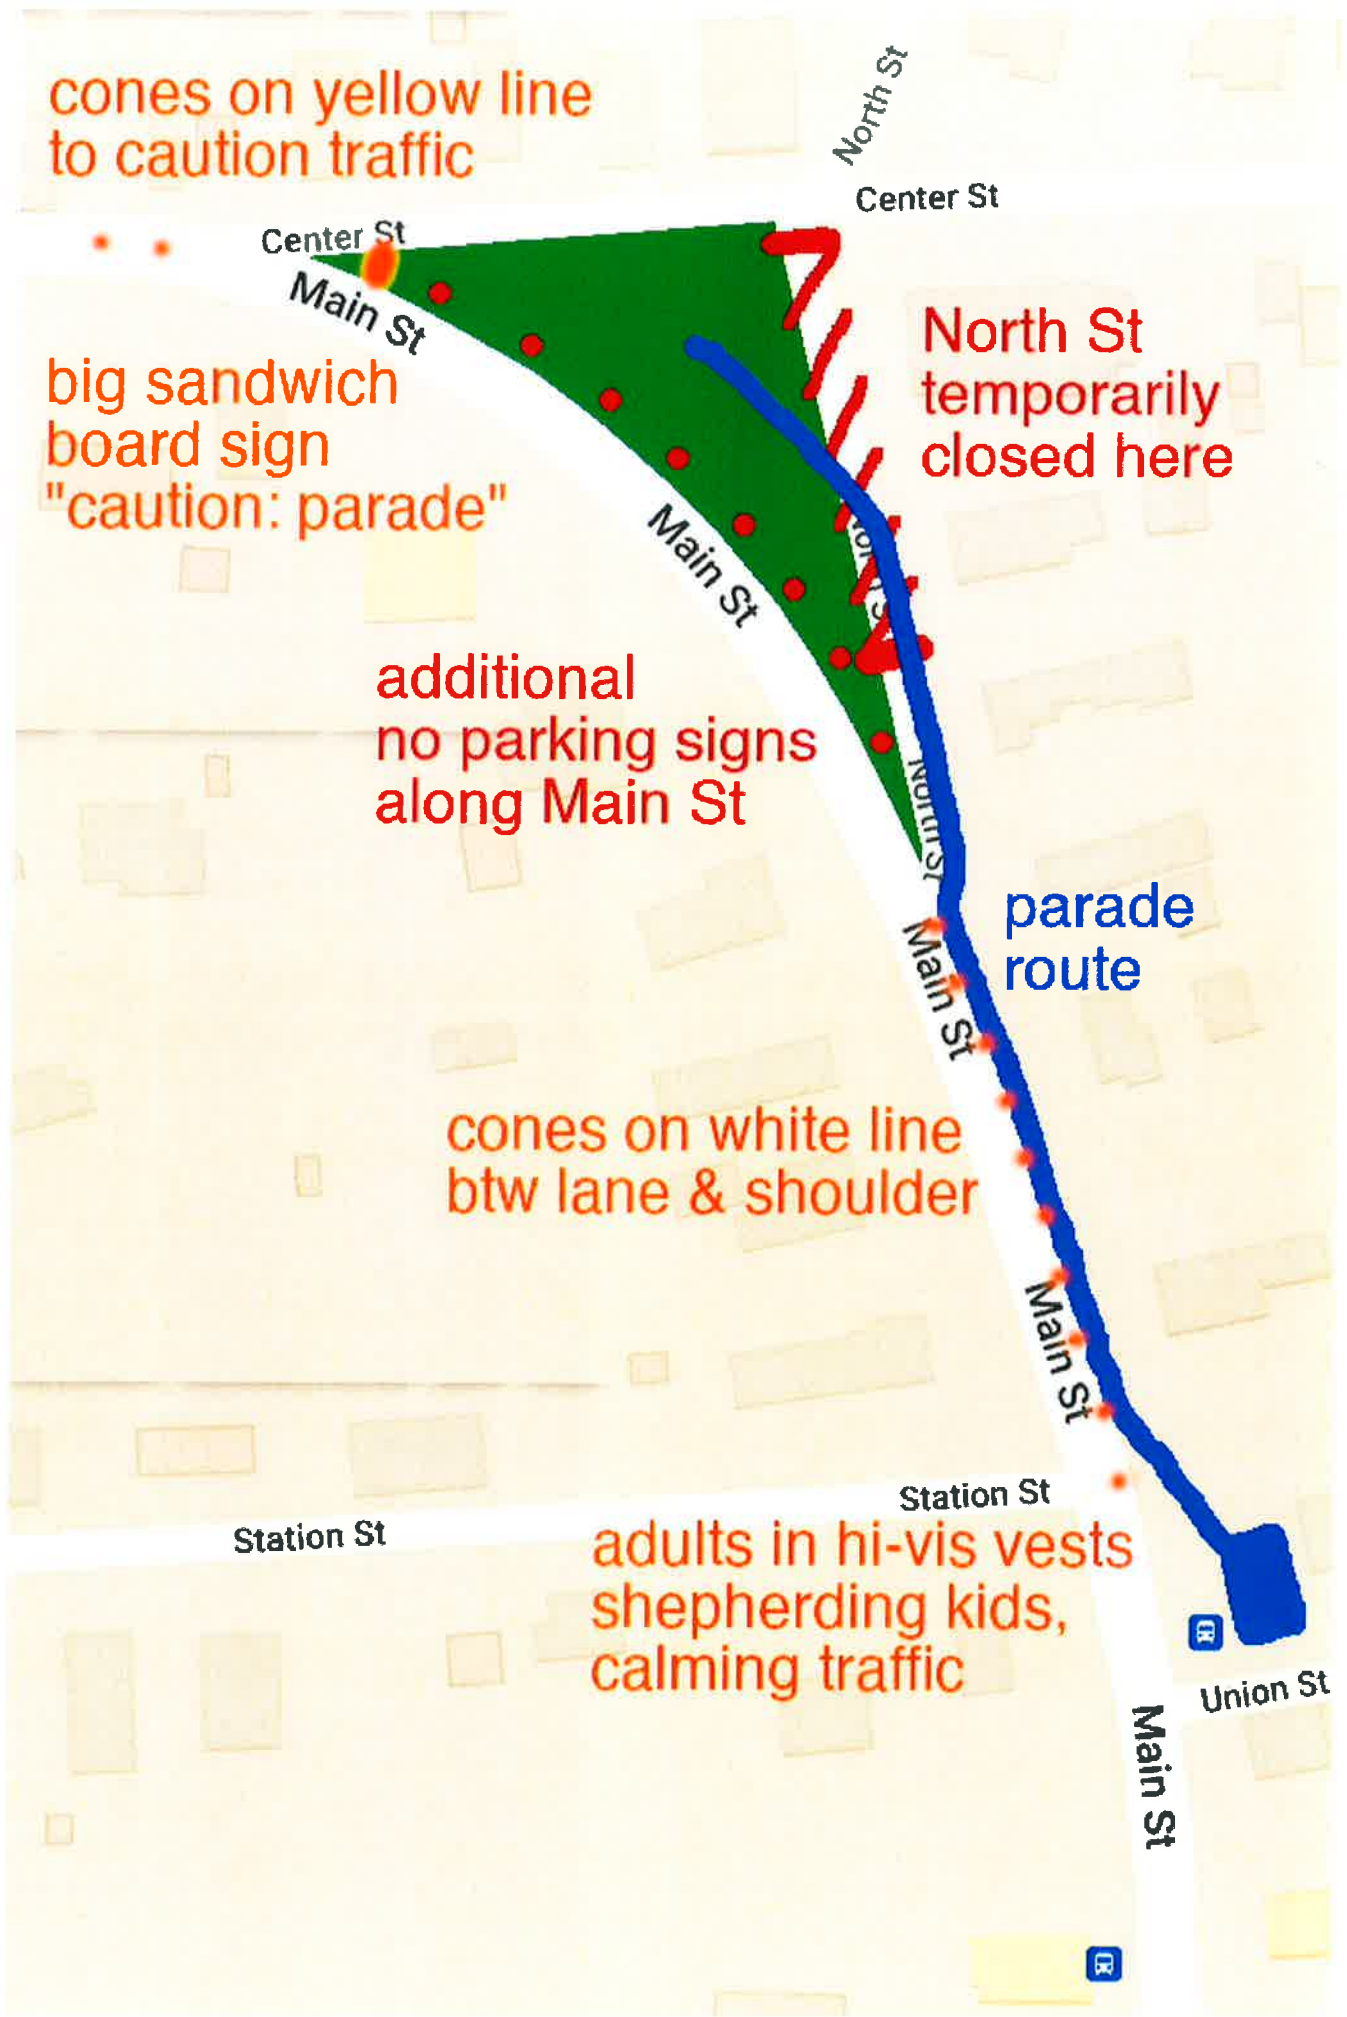 cones on yellow line
to caution traffic
North St
Center St
Center St
Main St
big sandwich
board sign
"caution: parade"
North St
temporarily
closed here
North St
Main St
additional
no parking signs
along Main St
North St
parade
route
Main St
cones on white line
btw lane & shoulder
Main St
Station St
Station St
adults in hi-vis vests
shepherding kids,
calming traffic
Union St
Main St